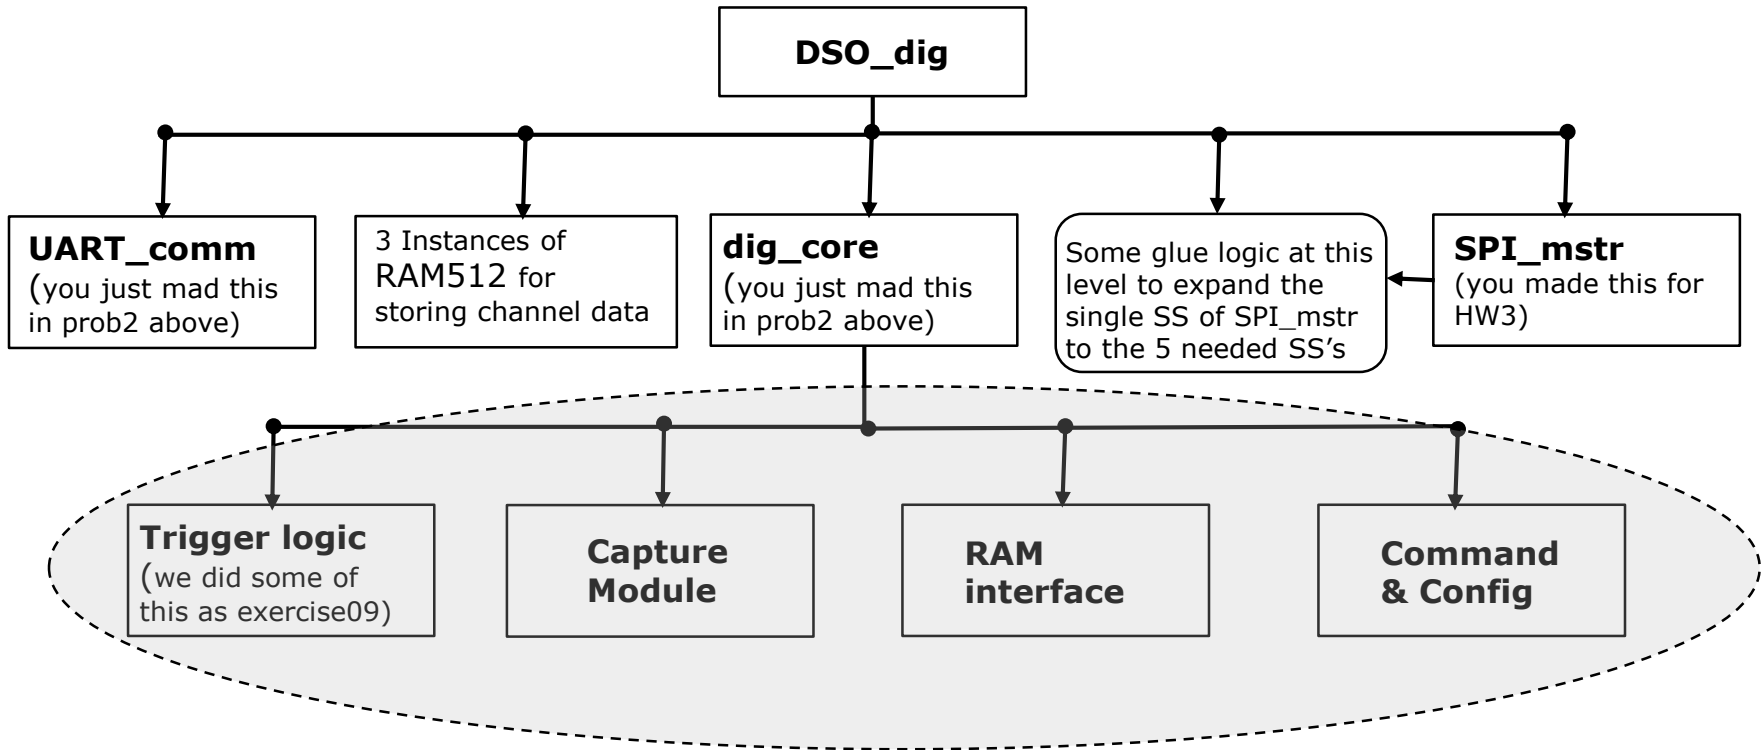 DSO_dig
UART_comm
(you just mad this
in prob2 above)
3 Instances of
RAM512 for
storing channel data
dig_core
(you just mad this
in prob2 above)
Some glue logic at this
level to expand the
single SS of SPI_mstr
to the 5 needed SS's
SPI_mstr
(you made this for
HW3)
Trigger logic
(we did some of
this as exercise09)
Capture
Module
RAM
interface
Command
& Config